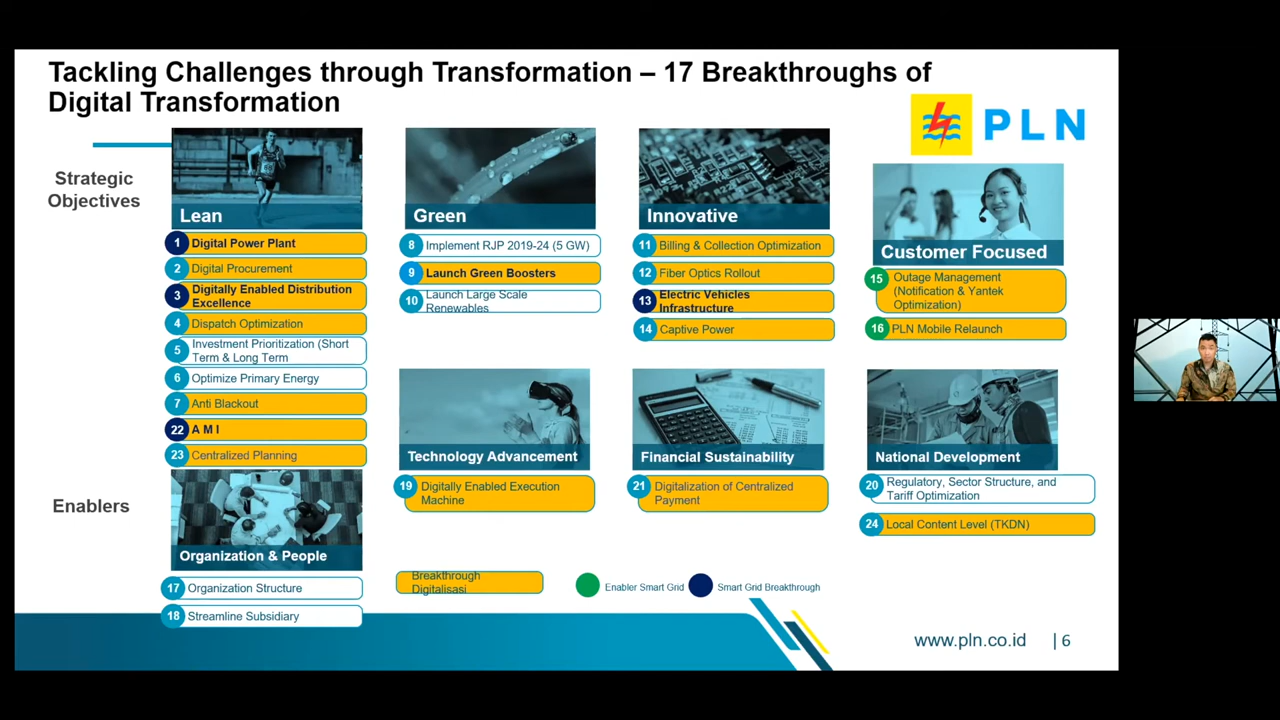 Tackling Challenges through Transformation – 17 Breakthroughs of
Digital Transformation
PLN
Strategic
Objectives
Lean
1 Digital Power Plant
2 Digital Procurement
3 Digitally Enabled Distribution
Excellence
4 Dispatch Optimization
5 Investment Prioritization (Short
Term & Long Term
6 Optimize Primary Energy
7 Anti Blackout
22 A M I
23 Centralized Planning
Green
8 Implement RJP 2019-24 (5 GW)
9 Launch Green Boosters
10 Launch Large Scale
Renewables
Innovative
11 Billing & Collection Optimization
12 Fiber Optics Rollout
13 Electric Vehicles
Infrastructure
14 Captive Power
Customer Focused
15 Outage Management
(Notification & Yantek
Optimization)
16 PLN Mobile Relaunch
Enablers
Organization & People
17 Organization Structure
18 Streamline Subsidiary
Technology Advancement
19 Digitally Enabled Execution
Machine
Financial Sustainability
21 Digitalization of Centralized
Payment
National Development
20 Regulatory, Sector Structure, and
Tariff Optimization
24 Local Content Level (TKDN)
Breakthrough
Digitalisasi
Enabler Smart Grid
Smart Grid Breakthrough
www.pln.co.id | 6